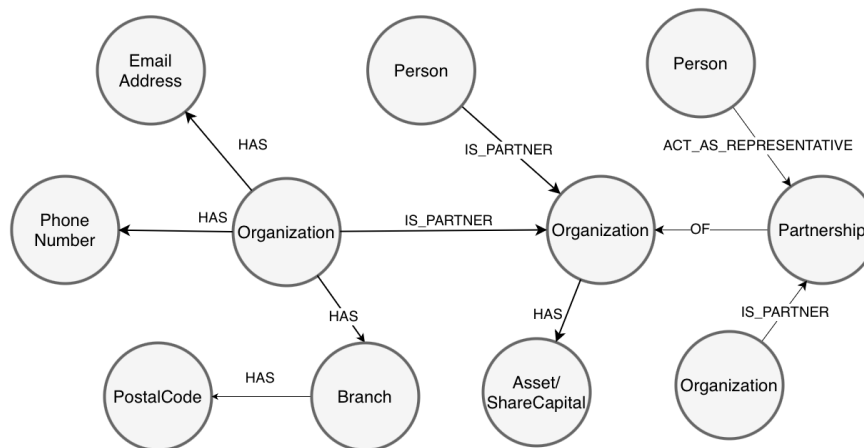 Email
Address
Person
Person
HAS
IS_PARTNER
ACT_AS_REPRESENTATIVE
Phone
Number
HAS
Organization
IS_PARTNER
Organization
OF
Partnership
HAS
HAS
IS_PARTNER
PostalCode
HAS
Branch
Asset/
ShareCapital
Organization